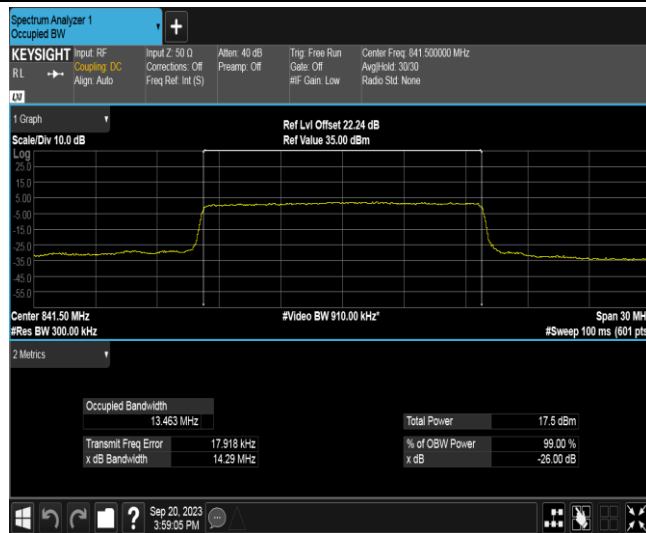 Spectrum Analyzer 1
Occupied BW
+
KEYSIGHT
RL
Input: RF
Coupling: DC
Align: Auto
Input Z: 50 Ω
Corrections: Off
Freq Ref: Int (S)
Atten: 40 dB
Preamp: Off
Trig: Free Run
Gate: Off
#IF Gain: Low
Center Freq: 841.500000 MHz
Avg|Hold: 30/30
Radio Std: None
LXI
1 Graph
Scale/Div 10.0 dB
Ref Lvl Offset 22.24 dB
Ref Value 35.00 dBm
Log
25.0
15.0
5.00
-5.00
-15.0
-25.0
-35.0
-45.0
-55.0
Center 841.50 MHz
#Video BW 910.00 kHz*
Span 30 MH
#Res BW 300.00 kHz
#Sweep 100 ms (601 pts
2 Metrics
Occupied Bandwidth
13.463 MHz
Total Power 17.5 dBm
Transmit Freq Error 17.918 kHz
% of OBW Power 99.00 %
x dB Bandwidth 14.29 MHz
x dB -26.00 dB
?
Sep 20, 2023
3:59:05 PM